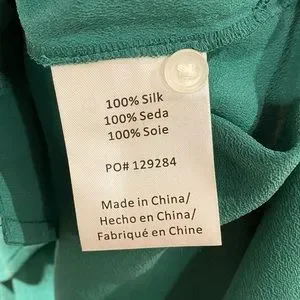 100% Silk
100% Seda
100% Soie
PO# 129284
Made in China/
Hecho en China/
Fabriqué en Chine